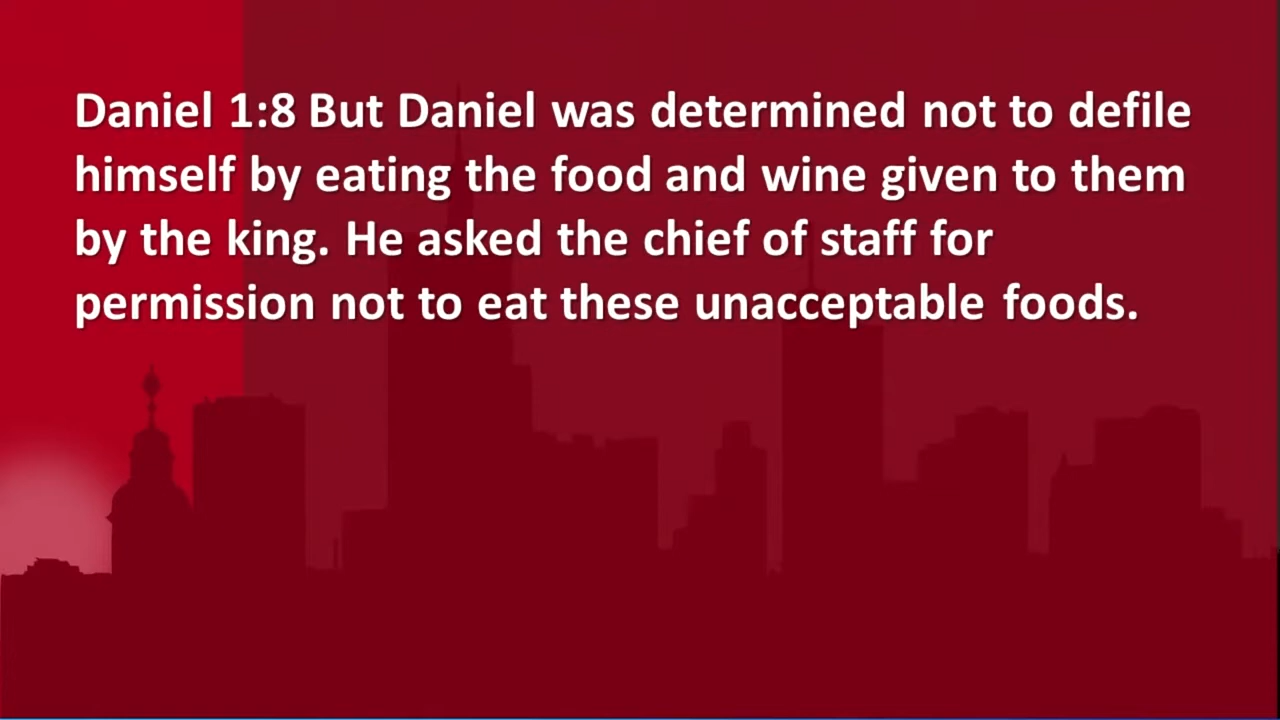 Daniel 1:8 But Daniel was determined not to defile
himself by eating the food and wine given to them
by the king. He asked the chief of staff for
permission not to eat these unacceptable foods.